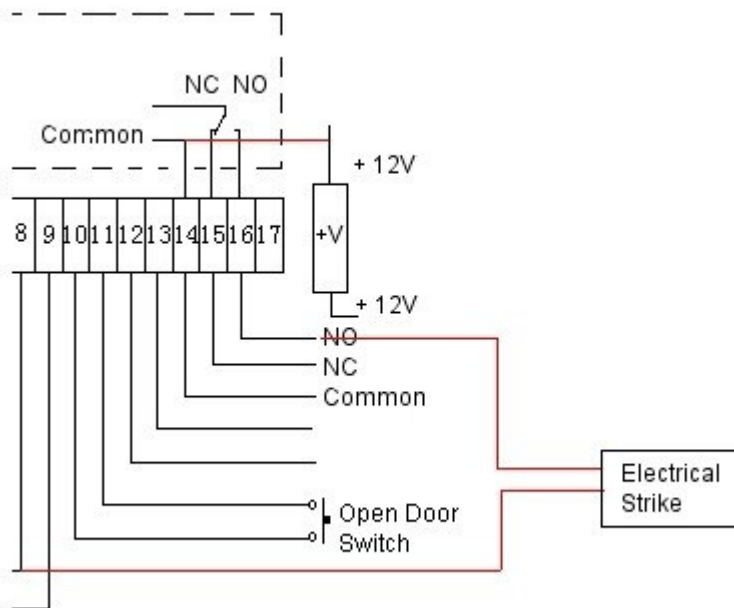 NC NO
Common
+ 12V
8 9 10 11 12 13 14 15 16 17
+V
+ 12V
NO
NC
Common
Electrical
Strike
Open Door
Switch